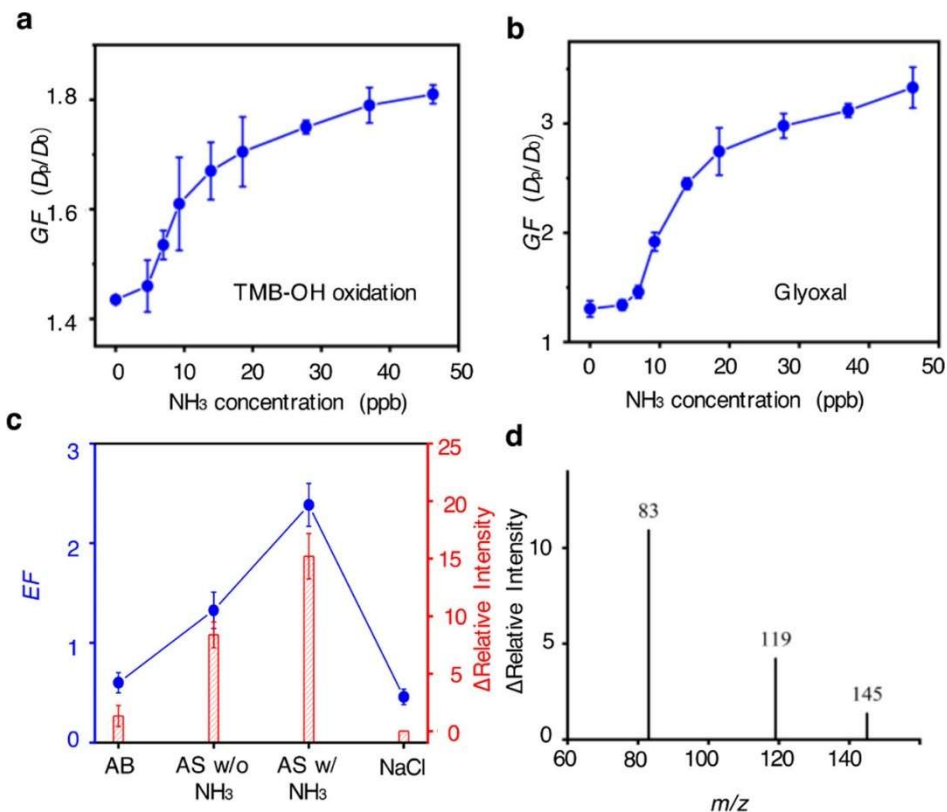 a
GF (Dp/D0)
1.8
1.6
1.4
TMB-OH oxidation
0 10 20 30 40 50
NH3 concentration (ppb)
b
GF (Dp/D0)
3
2
1
Glyoxal
0 10 20 30 40 50
NH3 concentration (ppb)
c
EF
3
2
1
0
25
20
15
10
5
0
ΔRelative Intensity
AB
AS w/o
NH3
AS w/
NH3
NaCl
d
ΔRelative Intensity
10
5
0
83
119
145
60 80 100 120 140
m/z